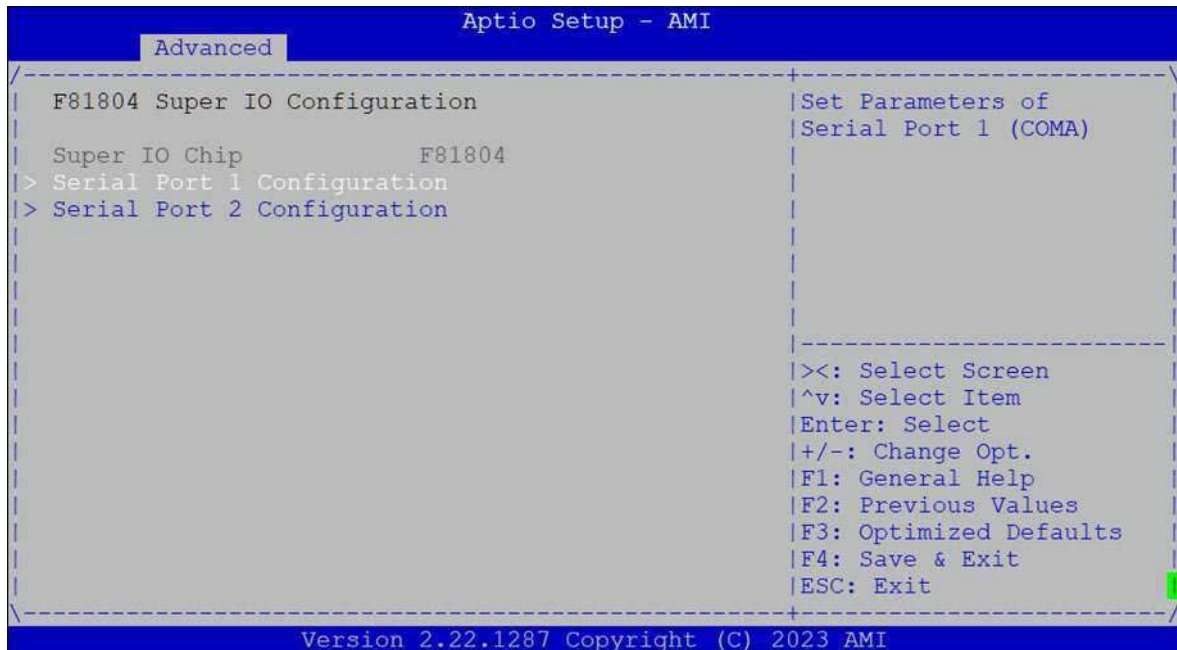 Aptio Setup - AMI
Advanced
F81804 Super IO Configuration
Super IO Chip F81804
> Serial Port 1 Configuration
> Serial Port 2 Configuration
Set Parameters of
Serial Port 1 (COMA)
><: Select Screen
^v: Select Item
Enter: Select
+/-: Change Opt.
F1: General Help
F2: Previous Values
F3: Optimized Defaults
F4: Save & Exit
ESC: Exit
Version 2.22.1287 Copyright (C) 2023 AMI